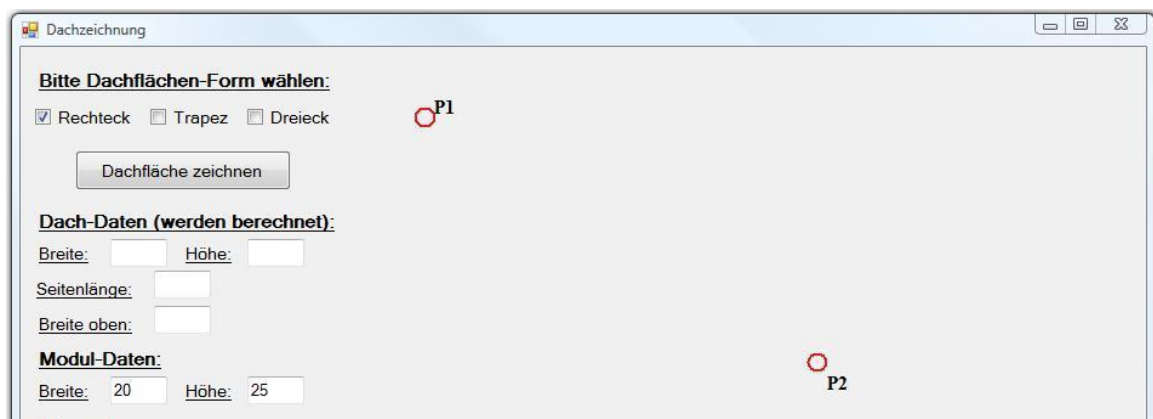 Dachzeichnung
Bitte Dachflächen-Form wählen:
Rechteck Trapez Dreieck
P1
Dachfläche zeichnen
Dach-Daten (werden berechnet):
Breite: Höhe:
Seitenlänge:
Breite oben:
Modul-Daten:
Breite: 20 Höhe: 25
P2